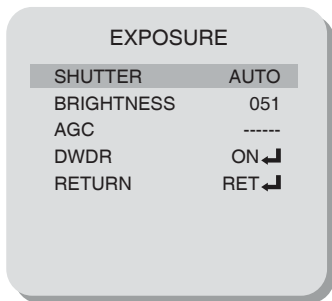 EXPOSURE
SHUTTER AUTO
BRIGHTNESS 051
AGC ------
DWDR ON↵
RETURN RET↵